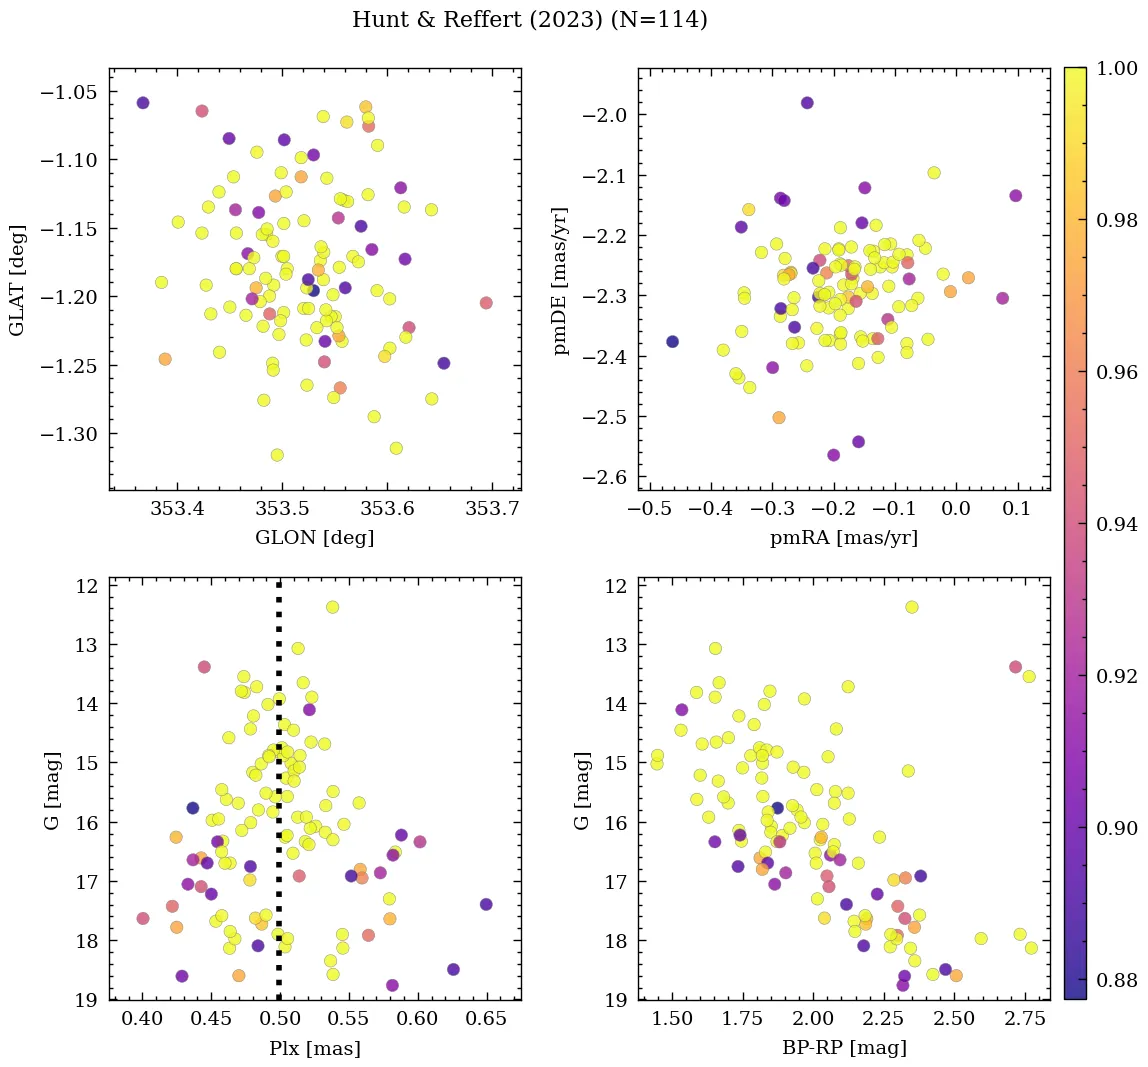 Hunt & Reffert (2023) (N=114)
−1.05
−1.10
−1.15
−1.20
−1.25
−1.30
GLAT [deg]
353.4 353.5 353.6 353.7
GLON [deg]
−2.0
−2.1
−2.2
−2.3
−2.4
−2.5
−2.6
pmDE [mas/yr]
−0.5 −0.4 −0.3 −0.2 −0.1 0.0 0.1
pmRA [mas/yr]
12
13
14
15
16
17
18
19
G [mag]
0.40 0.45 0.50 0.55 0.60 0.65
Plx [mas]
12
13
14
15
16
17
18
19
G [mag]
1.50 1.75 2.00 2.25 2.50 2.75
BP-RP [mag]
1.00
0.98
0.96
0.94
0.92
0.90
0.88